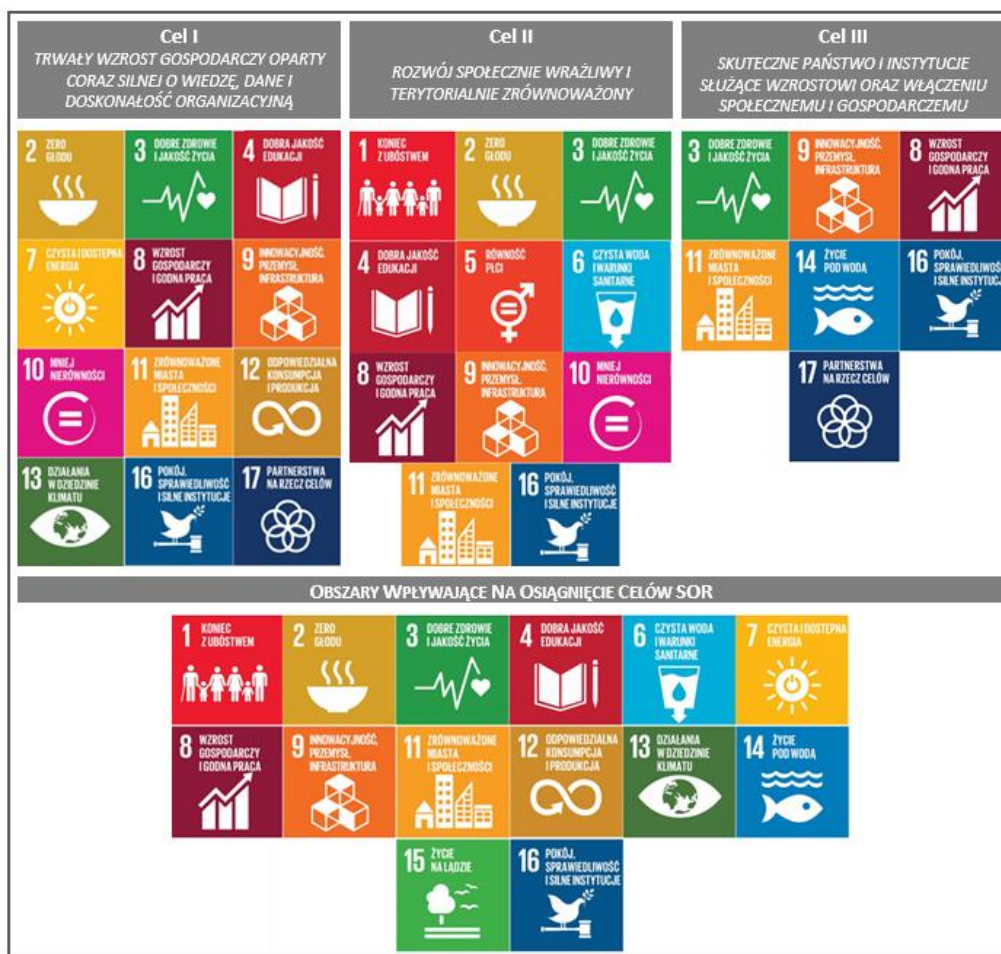 Cel I
TRWAŁY WZROST GOSPODARCZY OPARTY
CORAZ SILNEJ O WIEDZĘ, DANE I
DOSKONAŁOŚĆ ORGANIZACYJNĄ
2 ZERO
GŁODU
3 DOBRE ZDROWIE
I JAKOŚĆ ŻYCIA
4 DOBRA JAKOŚĆ
EDUKACJI
7 CZYSTA I DOSTĘPNA
ENERGIA
8 WZROST
GOSPODARCZY
I GODNA PRACA
9 INNOWACYJNOŚĆ,
PRZEMYSŁ,
INFRASTRUKTURA
10 MNIEJ
NIERÓWNOŚCI
11 ZRÓWNOWAŻONE
MIASTA
I SPOŁECZNOŚCI
12 ODPOWIEDZIALNA
KONSUMPCJA
I PRODUKCJA
13 DZIAŁANIA
W DZIEDZINIE
KLIMATU
16 POKÓJ,
SPRAWIEDLIWOŚĆ
I SILNE INSTYTUCJE
17 PARTNERSTWA
NA RZECZ CELÓW
Cel II
ROZWÓJ SPOŁECZNIE WRAŻLIWY I
TERYTORIALNIE ZRÓWNOWAŻONY
1 KONIEC
Z UBÓSTWEM
2 ZERO
GŁODU
3 DOBRE ZDROWIE
I JAKOŚĆ ŻYCIA
4 DOBRA JAKOŚĆ
EDUKACJI
5 RÓWNOŚĆ
PŁCI
6 CZYSTA WODA
I WARUNKI
SANITARNE
8 WZROST
GOSPODARCZY
I GODNA PRACA
9 INNOWACYJNOŚĆ,
PRZEMYSŁ,
INFRASTRUKTURA
10 MNIEJ
NIERÓWNOŚCI
11 ZRÓWNOWAŻONE
MIASTA
I SPOŁECZNOŚCI
16 POKÓJ,
SPRAWIEDLIWOŚĆ
I SILNE INSTYTUCJE
Cel III
SKUTECZNE PAŃSTWO I INSTYTUCJE
SŁUŻĄCE WZROSTOWI ORAZ WŁĄCZENIU
SPOŁECZNEMU I GOSPODARCZEMU
3 DOBRE ZDROWIE
I JAKOŚĆ ŻYCIA
9 INNOWACYJNOŚĆ,
PRZEMYSŁ,
INFRASTRUKTURA
8 WZROST
GOSPODARCZY
I GODNA PRACA
11 ZRÓWNOWAŻONE
MIASTA
I SPOŁECZNOŚCI
14 ŻYCIE
POD WODĄ
16 POKÓJ,
SPRAWIEDLIWOŚĆ
I SILNE INSTYTUCJE
17 PARTNERSTWA
NA RZECZ CELÓW
OBSZARY WPŁYWAJĄCE NA OSIĄGNIĘCIE CELÓW SOR
1 KONIEC
Z UBÓSTWEM
2 ZERO
GŁODU
3 DOBRE ZDROWIE
I JAKOŚĆ ŻYCIA
4 DOBRA JAKOŚĆ
EDUKACJI
6 CZYSTA WODA
I WARUNKI
SANITARNE
7 CZYSTA I DOSTĘPNA
ENERGIA
8 WZROST
GOSPODARCZY
I GODNA PRACA
9 INNOWACYJNOŚĆ,
PRZEMYSŁ,
INFRASTRUKTURA
11 ZRÓWNOWAŻONE
MIASTA
I SPOŁECZNOŚCI
12 ODPOWIEDZIALNA
KONSUMPCJA
I PRODUKCJA
13 DZIAŁANIA
W DZIEDZINIE
KLIMATU
14 ŻYCIE
POD WODĄ
15 ŻYCIE
NA LĄDZIE
16 POKÓJ,
SPRAWIEDLIWOŚĆ
I SILNE INSTYTUCJE